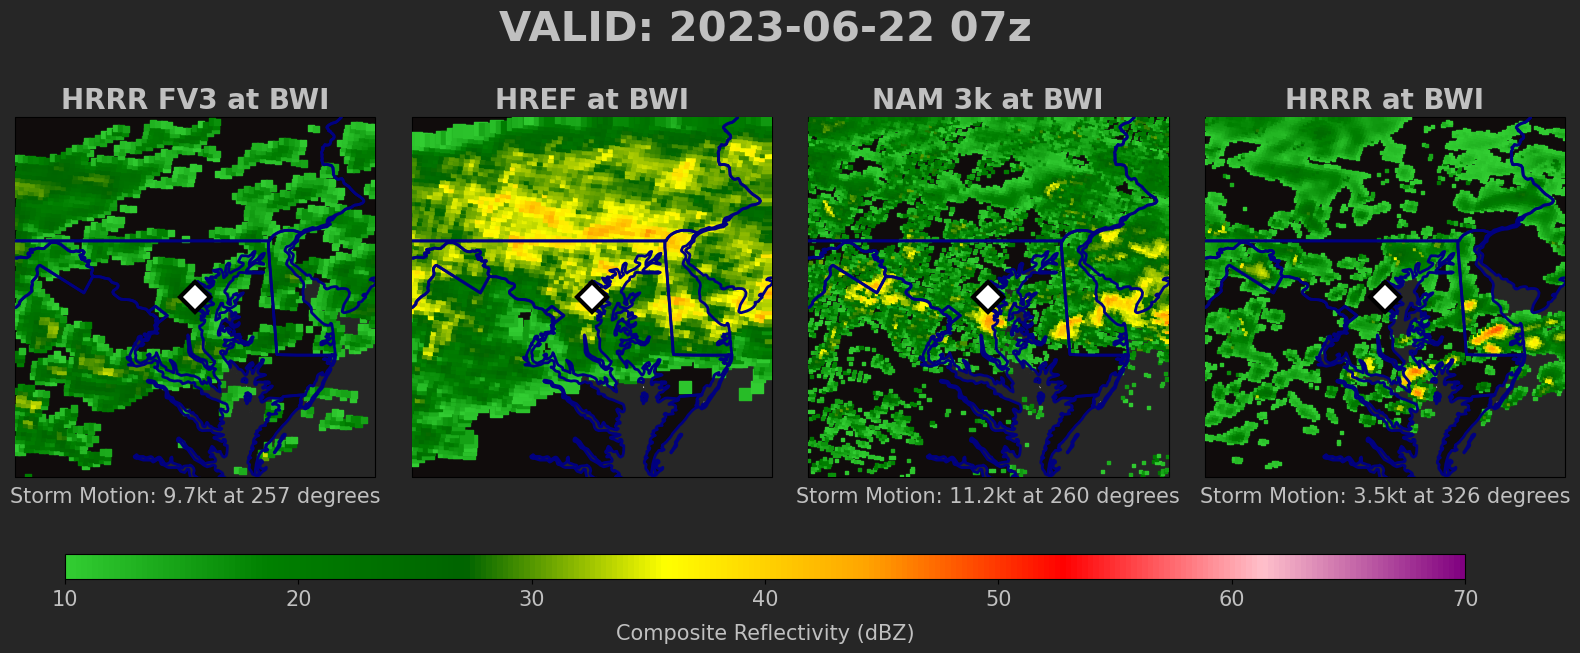 VALID: 2023-06-22 07z
HRRR FV3 at BWI
HREF at BWI
NAM 3k at BWI
HRRR at BWI
Storm Motion: 9.7kt at 257 degrees
Storm Motion: 11.2kt at 260 degrees
Storm Motion: 3.5kt at 326 degrees
10 20 30 40 50 60 70
Composite Reflectivity (dBZ)